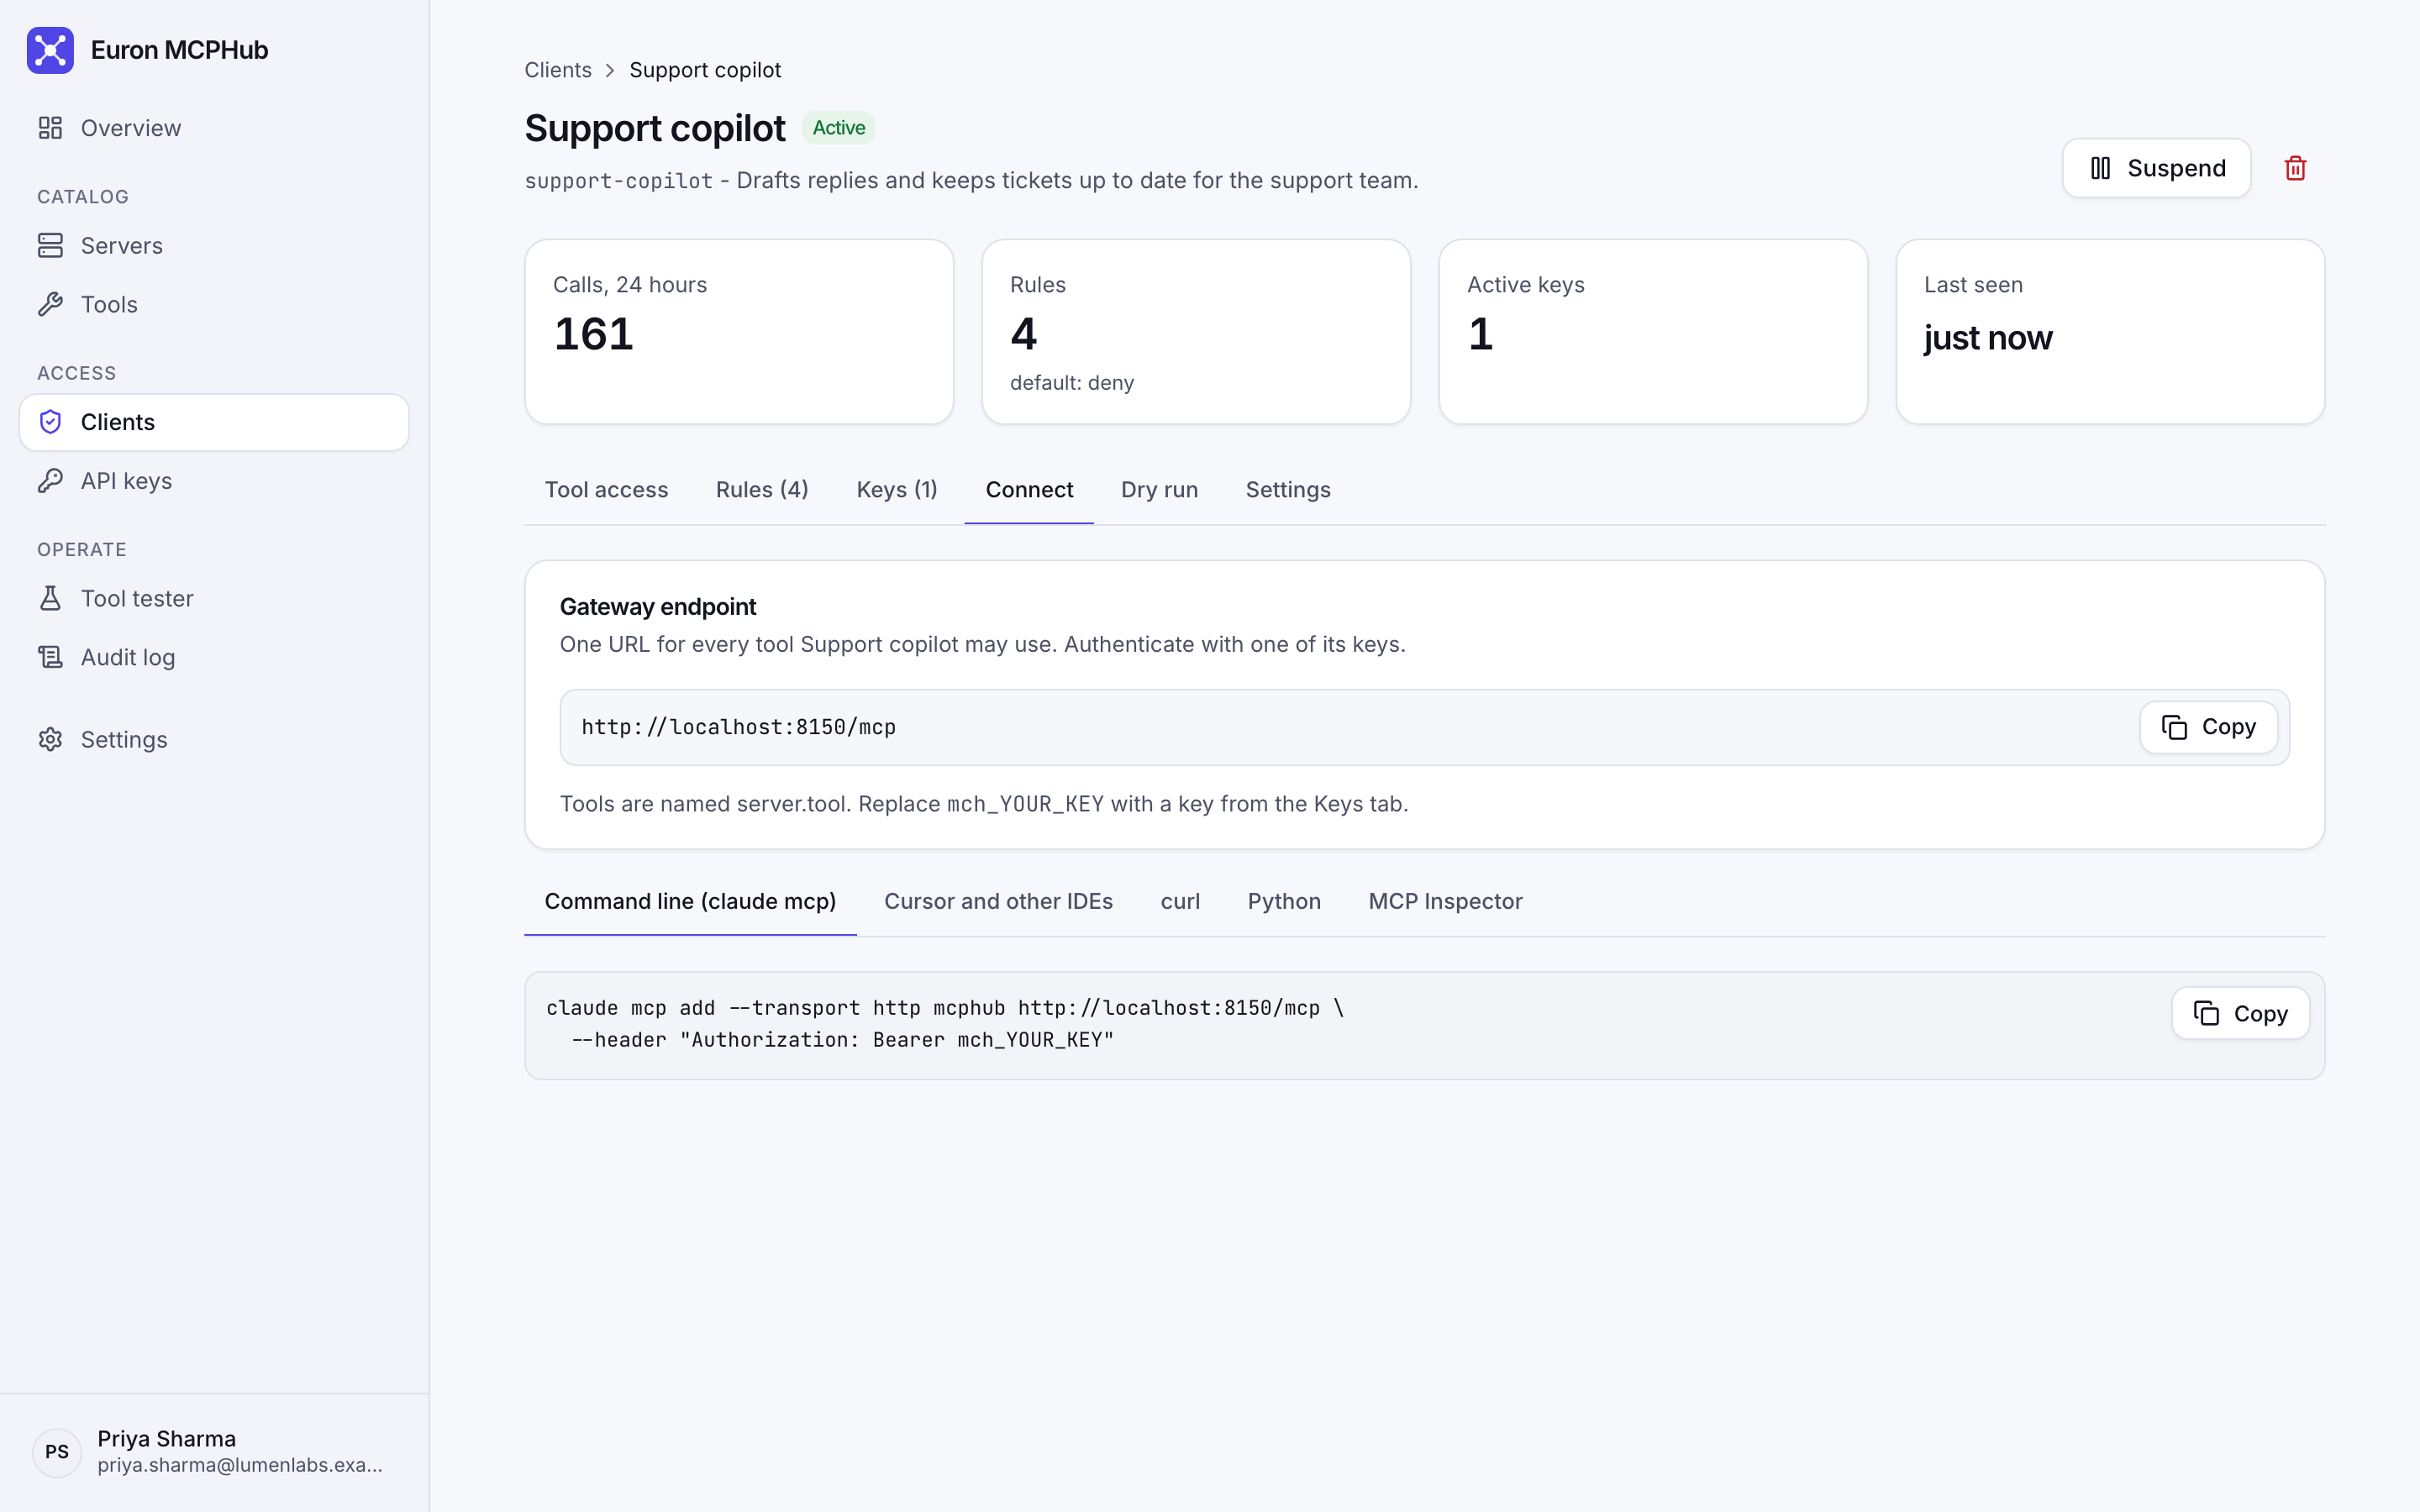 Euron MCPHub
Overview
CATALOG
Servers
Tools
ACCESS
Clients
API keys
OPERATE
Tool tester
Audit log
Settings
PS
Priya Sharma
priya.sharma@lumenlabs.exa...
Clients > Support copilot
Support copilot Active
support-copilot - Drafts replies and keeps tickets up to date for the support team.
Suspend
Calls, 24 hours
161
Rules
4
default: deny
Active keys
1
Last seen
just now
Tool access Rules (4) Keys (1) Connect Dry run Settings
Gateway endpoint
One URL for every tool Support copilot may use. Authenticate with one of its keys.
http://localhost:8150/mcp Copy
Tools are named server.tool. Replace mch_YOUR_KEY with a key from the Keys tab.
Command line (claude mcp) Cursor and other IDEs curl Python MCP Inspector
claude mcp add --transport http mcphub http://localhost:8150/mcp \
--header "Authorization: Bearer mch_YOUR_KEY"
Copy